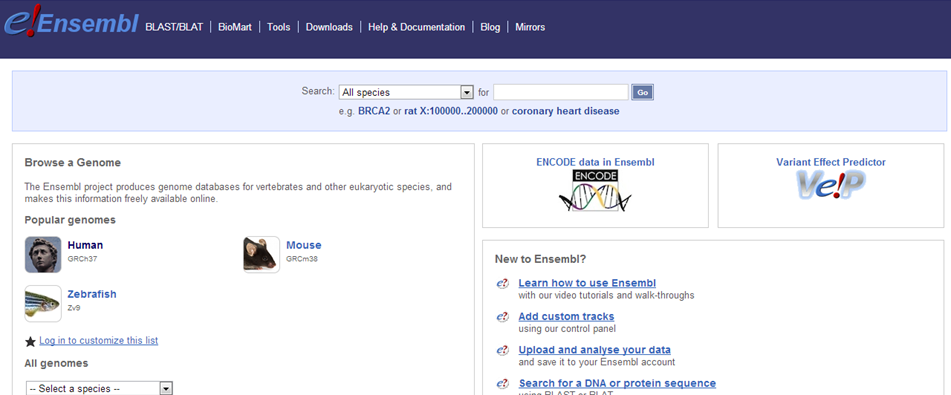 e!Ensembl BLAST/BLAT | BioMart | Tools | Downloads | Help & Documentation | Blog | Mirrors
Search: All species for Go
e.g. BRCA2 or rat X:100000..200000 or coronary heart disease
Browse a Genome
The Ensembl project produces genome databases for vertebrates and other eukaryotic species, and
makes this information freely available online.
Popular genomes
Human
GRCh37
Mouse
GRCm38
Zebrafish
Zv9
Log in to customize this list
All genomes
-- Select a species --
ENCODE data in Ensembl
ENCODE
Variant Effect Predictor
Ve!P
New to Ensembl?
e! Learn how to use Ensembl
with our video tutorials and walk-throughs
e! Add custom tracks
using our control panel
e! Upload and analyse your data
and save it to your Ensembl account
e! Search for a DNA or protein sequence
using BLAST or BLAT